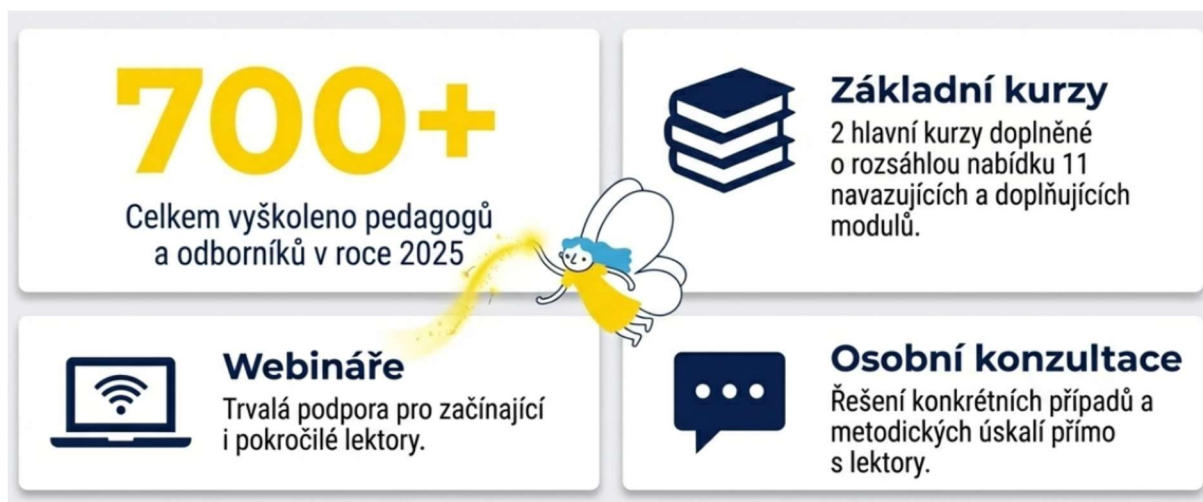 700+
Celkem vyškoleno pedagogů
a odborníků v roce 2025
Základní kurzy
2 hlavní kurzy doplněné
o rozsáhlou nabídku 11
navazujících a doplňujících
modulů.
Webináře
Trvalá podpora pro začínající
i pokročilé lektory.
Osobní konzultace
Řešení konkrétních případů a
metodických úskalí přímo
s lektory.